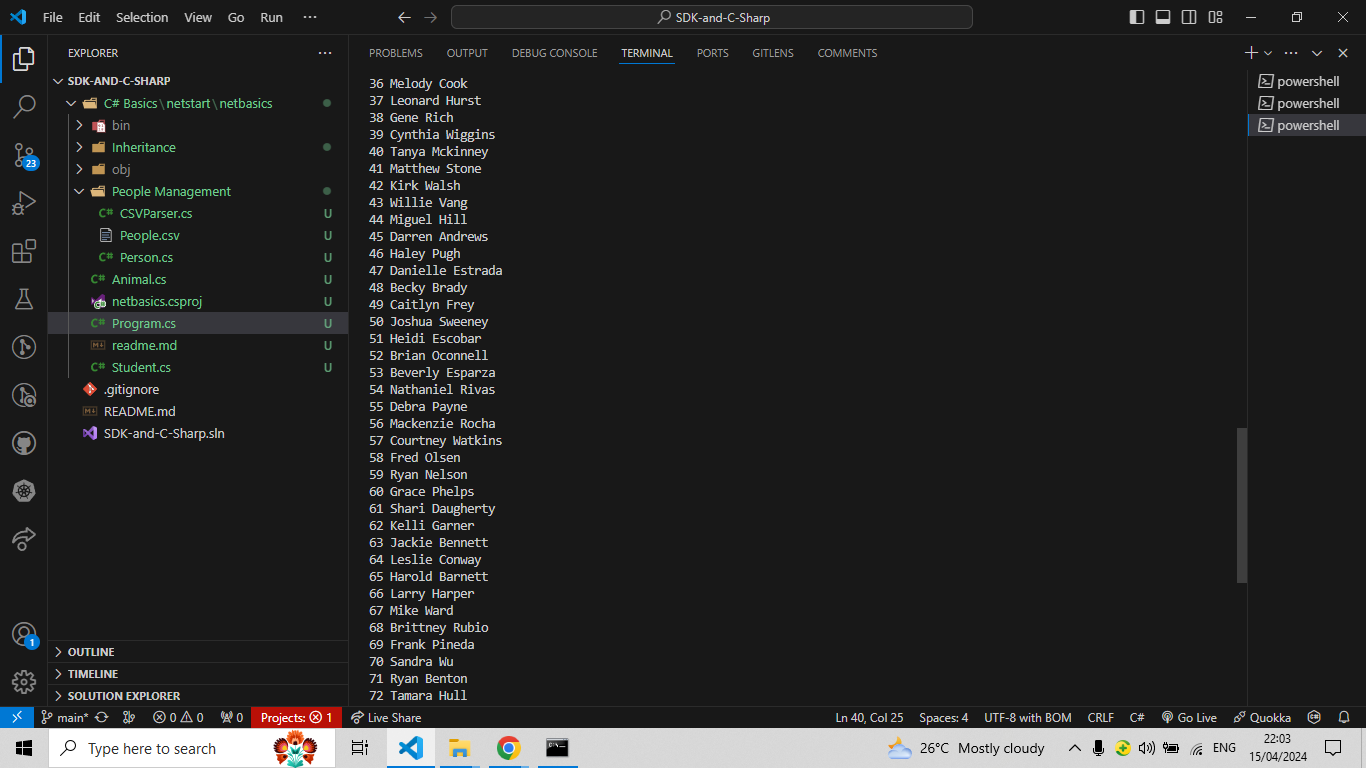 File Edit Selection View Go Run ··· SDK-and-C-Sharp
EXPLORER ···
SDK-AND-C-SHARP
C# Basics\netstart\netbasics
bin
Inheritance
obj
People Management
C# CSVParser.cs U
People.csv U
C# Person.cs U
C# Animal.cs U
netbasics.csproj U
C# Program.cs U
readme.md U
C# Student.cs U
.gitignore
README.md
SDK-and-C-Sharp.sln
OUTLINE
TIMELINE
SOLUTION EXPLORER
23
1
PROBLEMS OUTPUT DEBUG CONSOLE TERMINAL PORTS GITLENS COMMENTS
36 Melody Cook
37 Leonard Hurst
38 Gene Rich
39 Cynthia Wiggins
40 Tanya Mckinney
41 Matthew Stone
42 Kirk Walsh
43 Willie Vang
44 Miguel Hill
45 Darren Andrews
46 Haley Pugh
47 Danielle Estrada
48 Becky Brady
49 Caitlyn Frey
50 Joshua Sweeney
51 Heidi Escobar
52 Brian Oconnell
53 Beverly Esparza
54 Nathaniel Rivas
55 Debra Payne
56 Mackenzie Rocha
57 Courtney Watkins
58 Fred Olsen
59 Ryan Nelson
60 Grace Phelps
61 Shari Daugherty
62 Kelli Garner
63 Jackie Bennett
64 Leslie Conway
65 Harold Barnett
66 Larry Harper
67 Mike Ward
68 Brittney Rubio
69 Frank Pineda
70 Sandra Wu
71 Ryan Benton
72 Tamara Hull
powershell
powershell
powershell
main* 0 0 0 Projects: 1 Live Share Ln 40, Col 25 Spaces: 4 UTF-8 with BOM CRLF C# Go Live Quokka
Type here to search 26°C Mostly cloudy ENG 22:03
15/04/2024